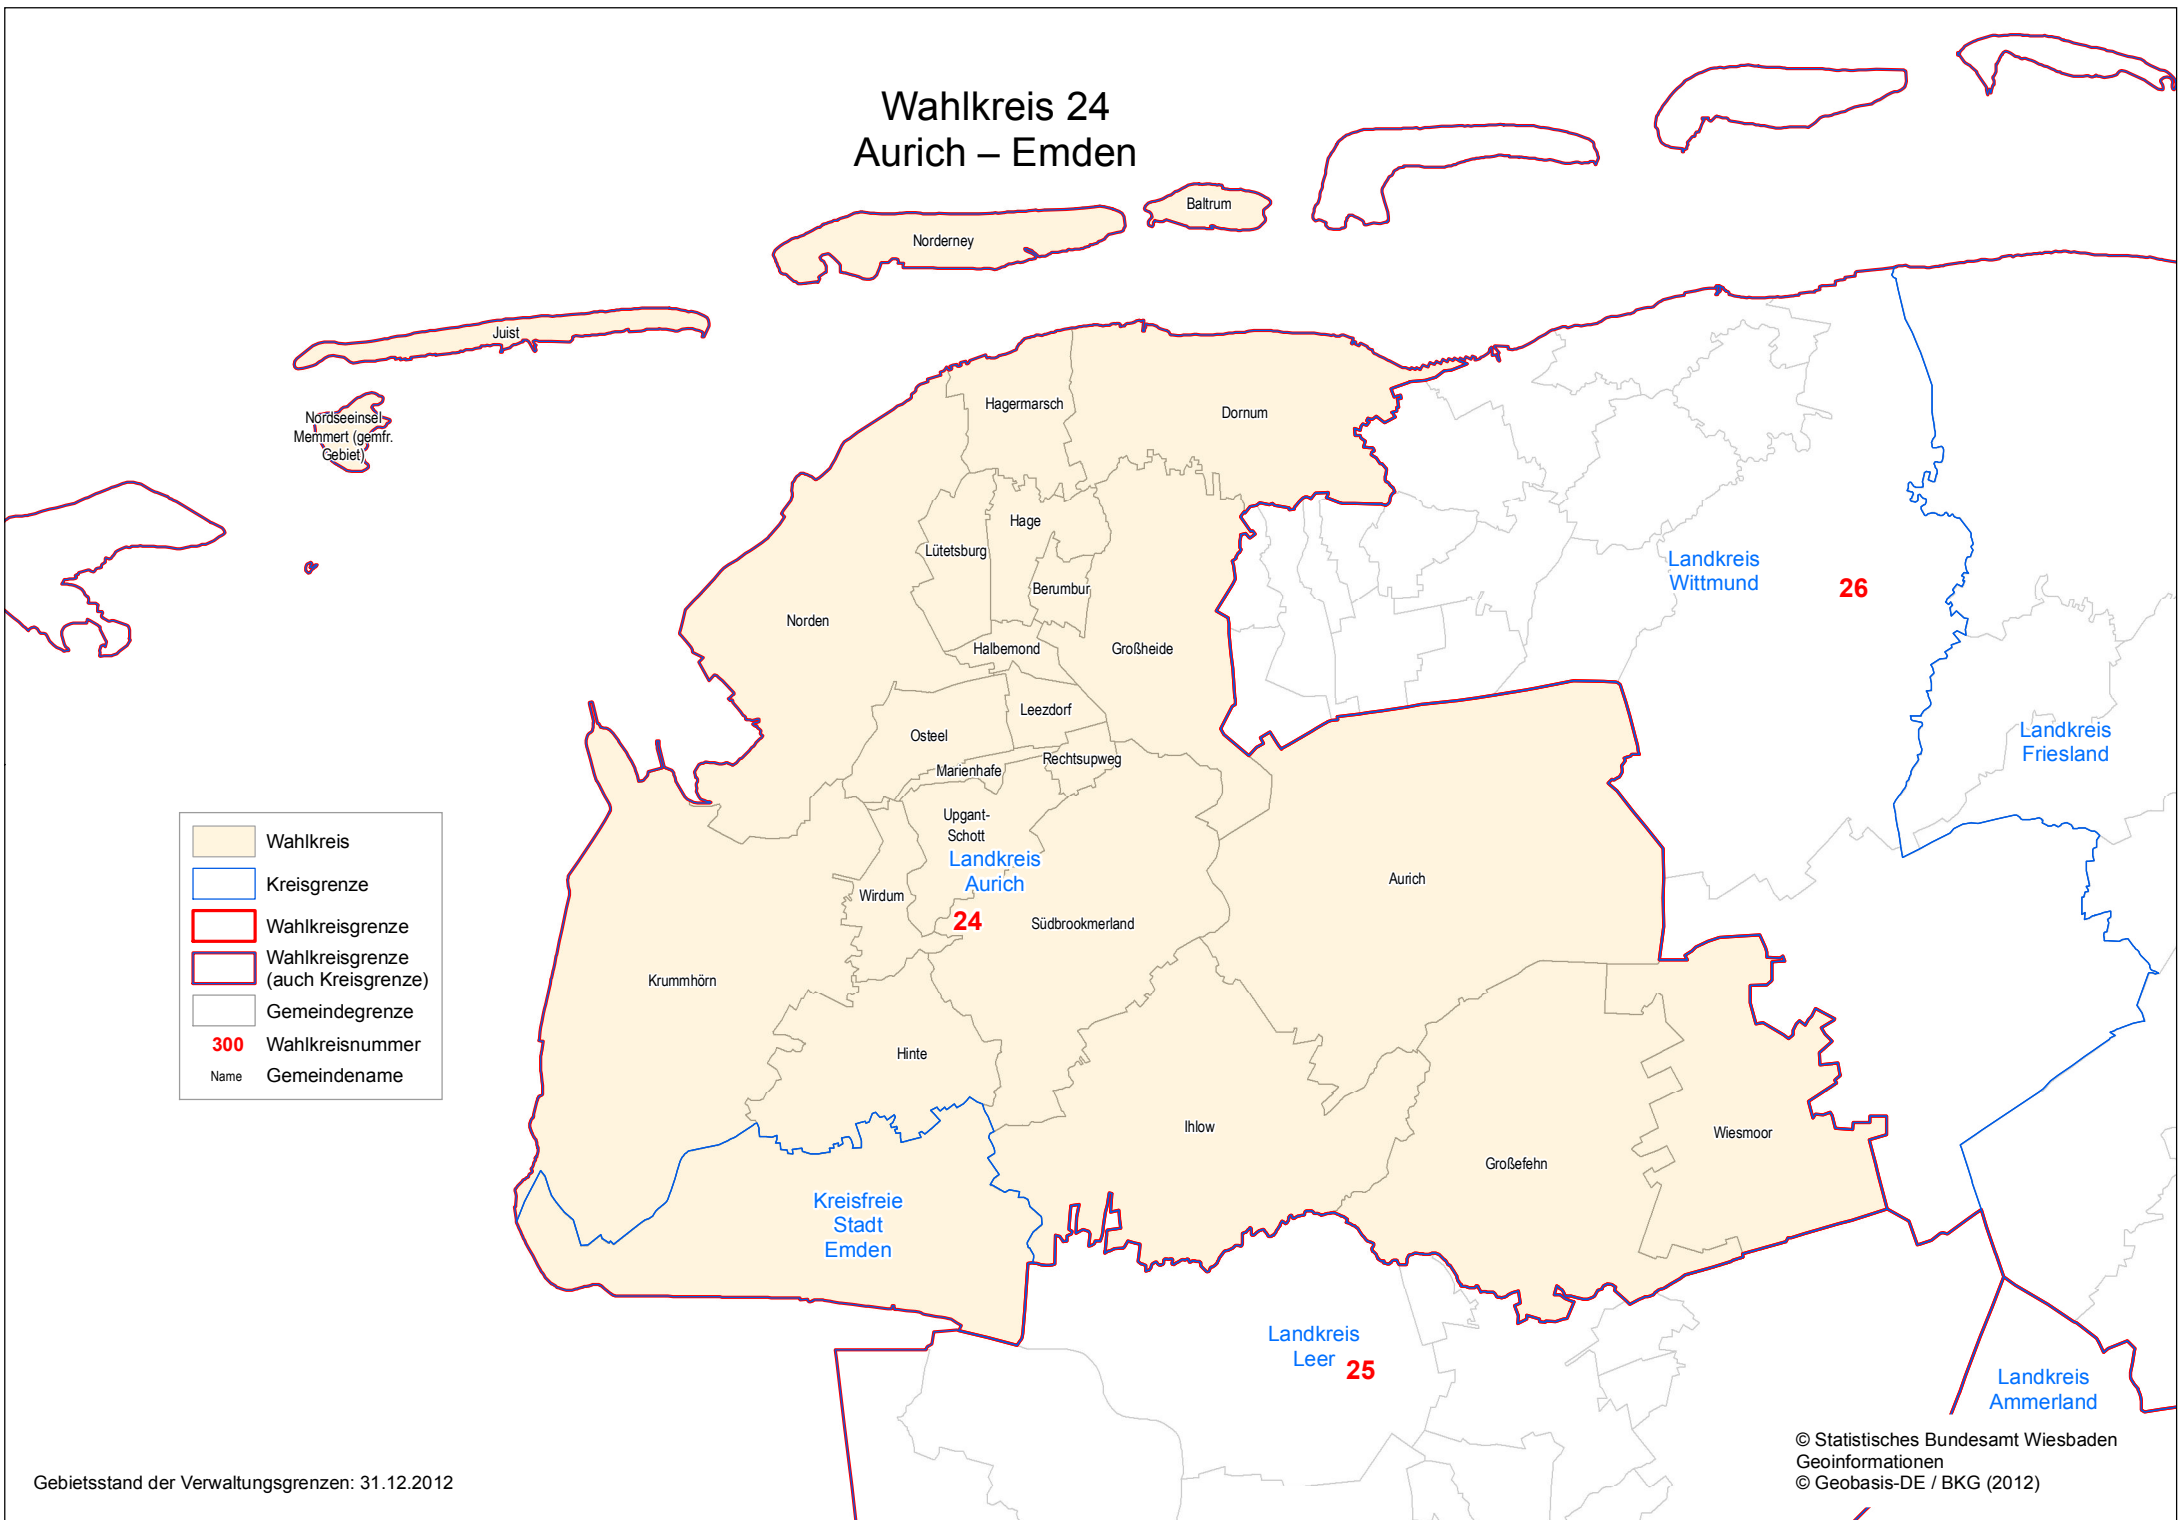 Wahlkreis 24
Aurich – Emden
Baltrum
Norderney
Juist
Nordseeinsel
Memmert (gemfr.
Gebiet)
Hagermarsch
Dornum
Hage
Lütetsburg
Berumbur
Norden
Halbemond
Großheide
Leezdorf
Osteel
Marienhafe
Rechtsupweg
Upgant-
Schott
Landkreis
Aurich
24
Wirdum
Südbrookmerland
Aurich
Krummhörn
Hinte
Ihlow
Großefehn
Wiesmoor
Kreisfreie
Stadt
Emden
Landkreis
Wittmund
26
Landkreis
Friesland
Landkreis
Leer
25
Landkreis
Ammerland
Wahlkreis
Kreisgrenze
Wahlkreisgrenze
Wahlkreisgrenze
(auch Kreisgrenze)
Gemeindegrenze
300 Wahlkreisnummer
Name Gemeindename
Gebietsstand der Verwaltungsgrenzen: 31.12.2012
© Statistisches Bundesamt Wiesbaden
Geoinformationen
© Geobasis-DE / BKG (2012)